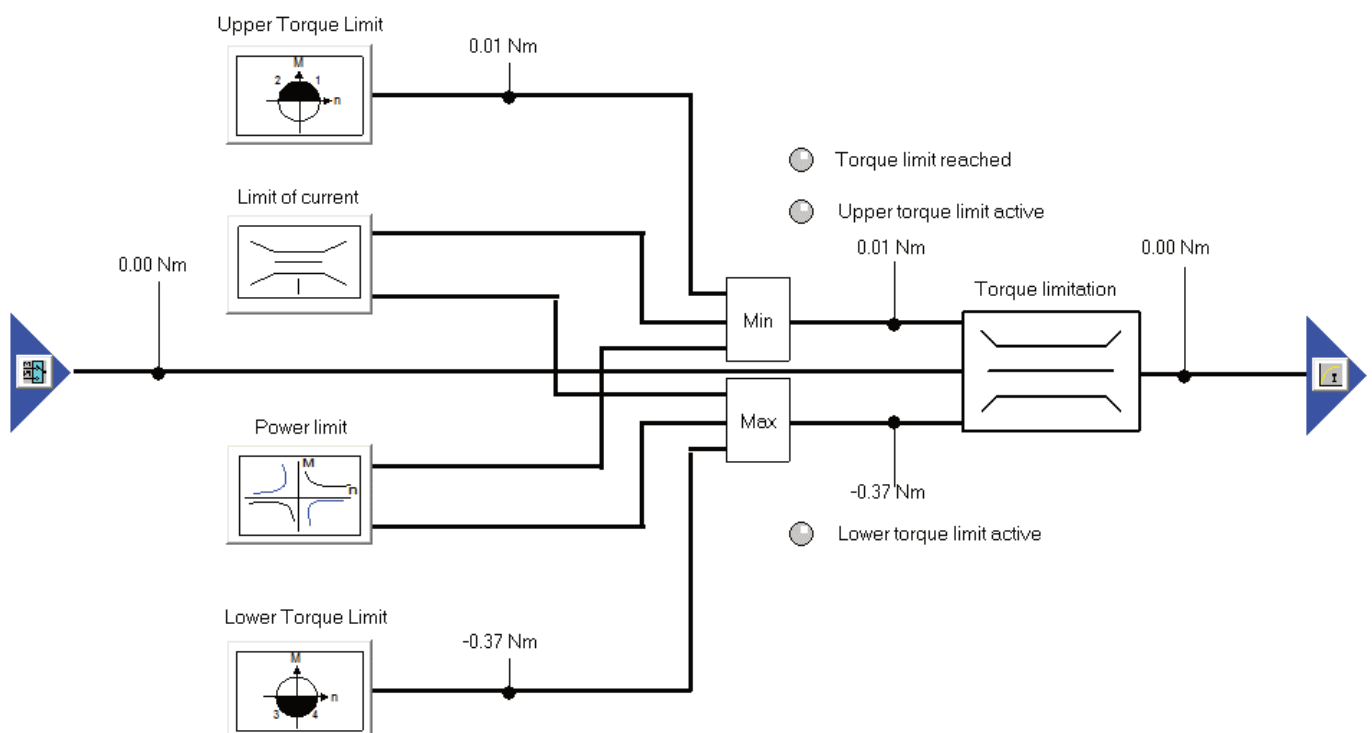 Upper Torque Limit
0.01 Nm
M
2 1
n
Torque limit reached
Limit of current
Upper torque limit active
0.01 Nm
0.00 Nm
0.00 Nm
Torque limitation
Min
Max
Power limit
M
n
-0.37 Nm
Lower torque limit active
Lower Torque Limit
-0.37 Nm
M
n
3 4